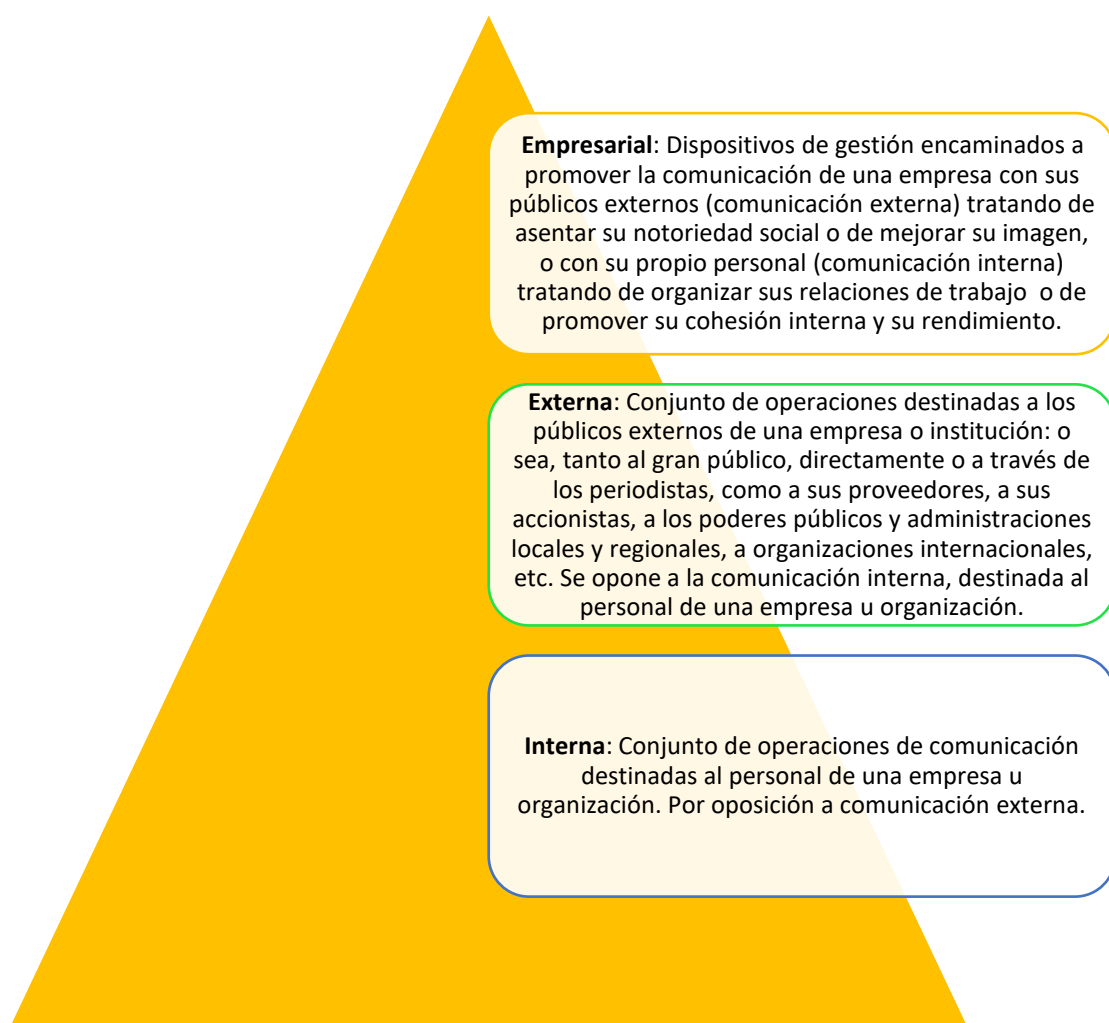 Empresarial: Dispositivos de gestión encaminados a
promover la comunicación de una empresa con sus
públicos externos (comunicación externa) tratando de
asentar su notoriedad social o de mejorar su imagen,
o con su propio personal (comunicación interna)
tratando de organizar sus relaciones de trabajo  o de
promover su cohesión interna y su rendimiento.
Externa: Conjunto de operaciones destinadas a los
públicos externos de una empresa o institución: o
sea, tanto al gran público, directamente o a través de
los periodistas, como a sus proveedores, a sus
accionistas, a los poderes públicos y administraciones
locales y regionales, a organizaciones internacionales,
etc. Se opone a la comunicación interna, destinada al
personal de una empresa u organización.
Interna: Conjunto de operaciones de comunicación
destinadas al personal de una empresa u
organización. Por oposición a comunicación externa.